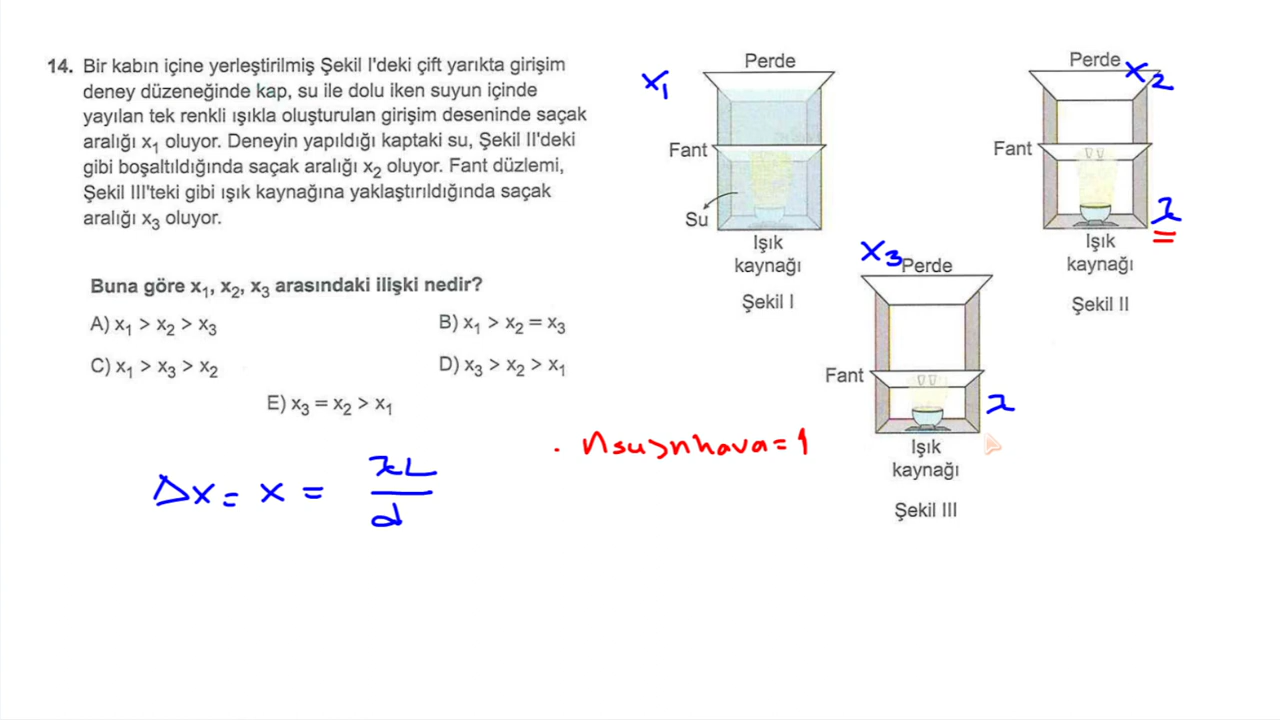 14. Bir kabın içine yerleştirilmiş Şekil I'deki çift yarıkta girişim
deney düzeneğinde kap, su ile dolu iken suyun içinde
yayılan tek renkli ışıkla oluşturulan girişim deseninde saçak
aralığı x₁ oluyor. Deneyin yapıldığı kaptaki su, Şekil II'deki
gibi boşaltıldığında saçak aralığı x₂ oluyor. Fant düzlemi,
Şekil III'teki gibi ışık kaynağına yaklaştırıldığında saçak
aralığı x₃ oluyor.
Buna göre x₁, x₂, x₃ arasındaki ilişki nedir?
A) x₁ > x₂ > x₃
B) x₁ > x₂ = x₃
C) x₁ > x₃ > x₂
D) x₃ > x₂ > x₁
E) x₃ = x₂ > x₁
Δx = x = λL
d
. nsu>nhava=1
x₁
Perde
Fant
Su
Işık
kaynağı
Şekil I
Perde
x₂
Fant
λ
Işık
kaynağı
Şekil II
x₃
Perde
Fant
λ
Işık
kaynağı
Şekil III